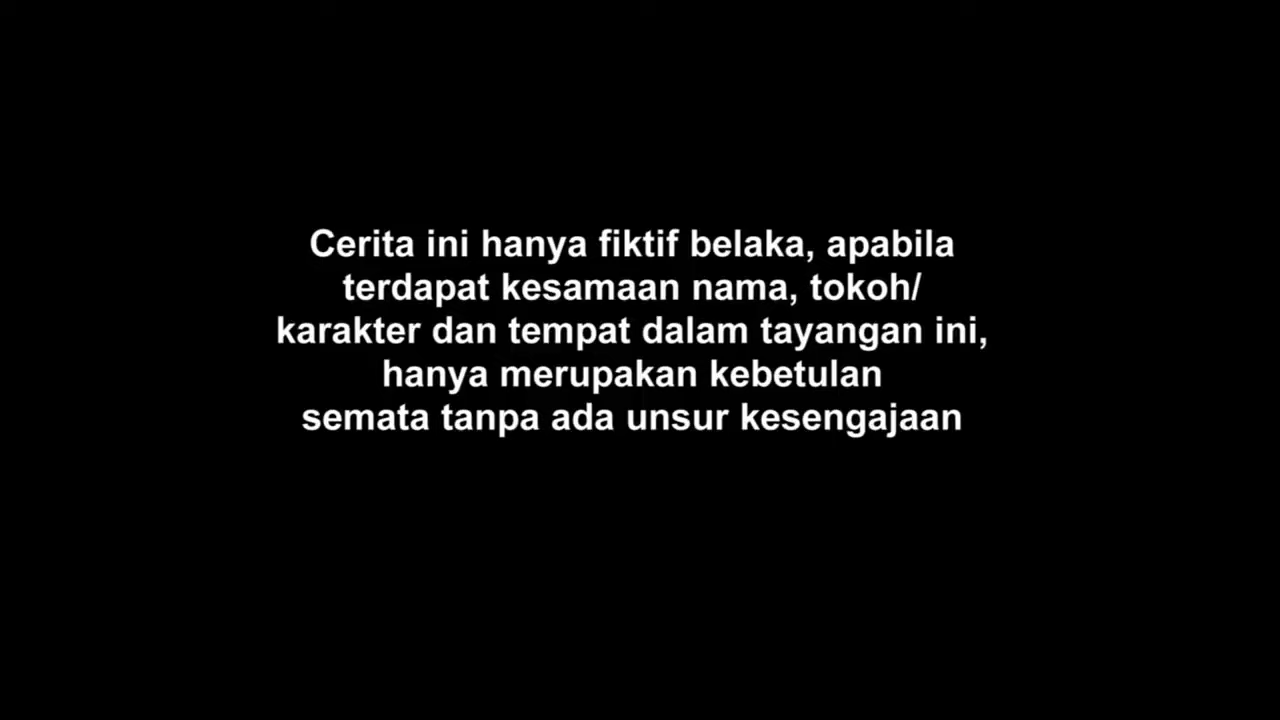 Cerita ini hanya fiktif belaka, apabila
terdapat kesamaan nama, tokoh/
karakter dan tempat dalam tayangan ini,
hanya merupakan kebetulan
semata tanpa ada unsur kesengajaan